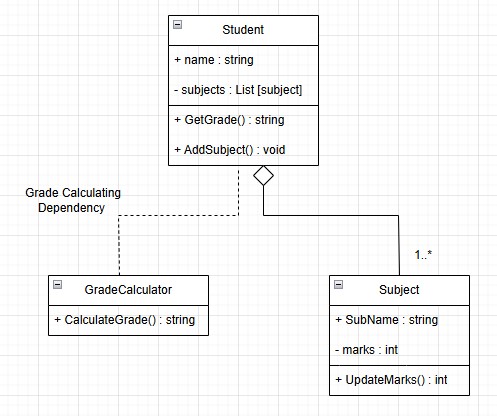 Student
+ name : string
- subjects : List [subject]
+ GetGrade() : string
+ AddSubject() : void
Grade Calculating
Dependency
1..*
GradeCalculator
+ CalculateGrade() : string
Subject
+ SubName : string
- marks : int
+ UpdateMarks() : int